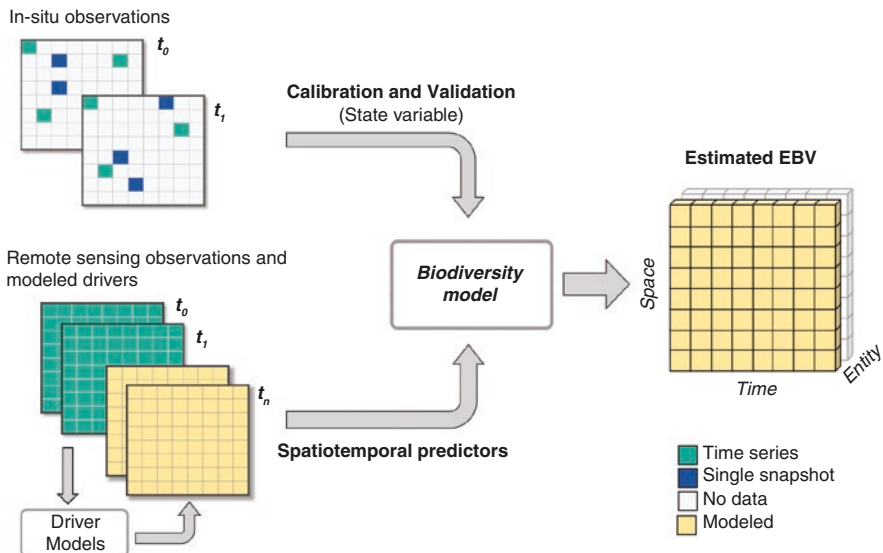 In-situ observations
t0
t1
Calibration and Validation
(State variable)
Estimated EBV
Remote sensing observations and
modeled drivers
t0
t1
tn
Biodiversity
model
Space
Time
Entity
Spatiotemporal predictors
Driver
Models
Time series
Single snapshot
No data
Modeled